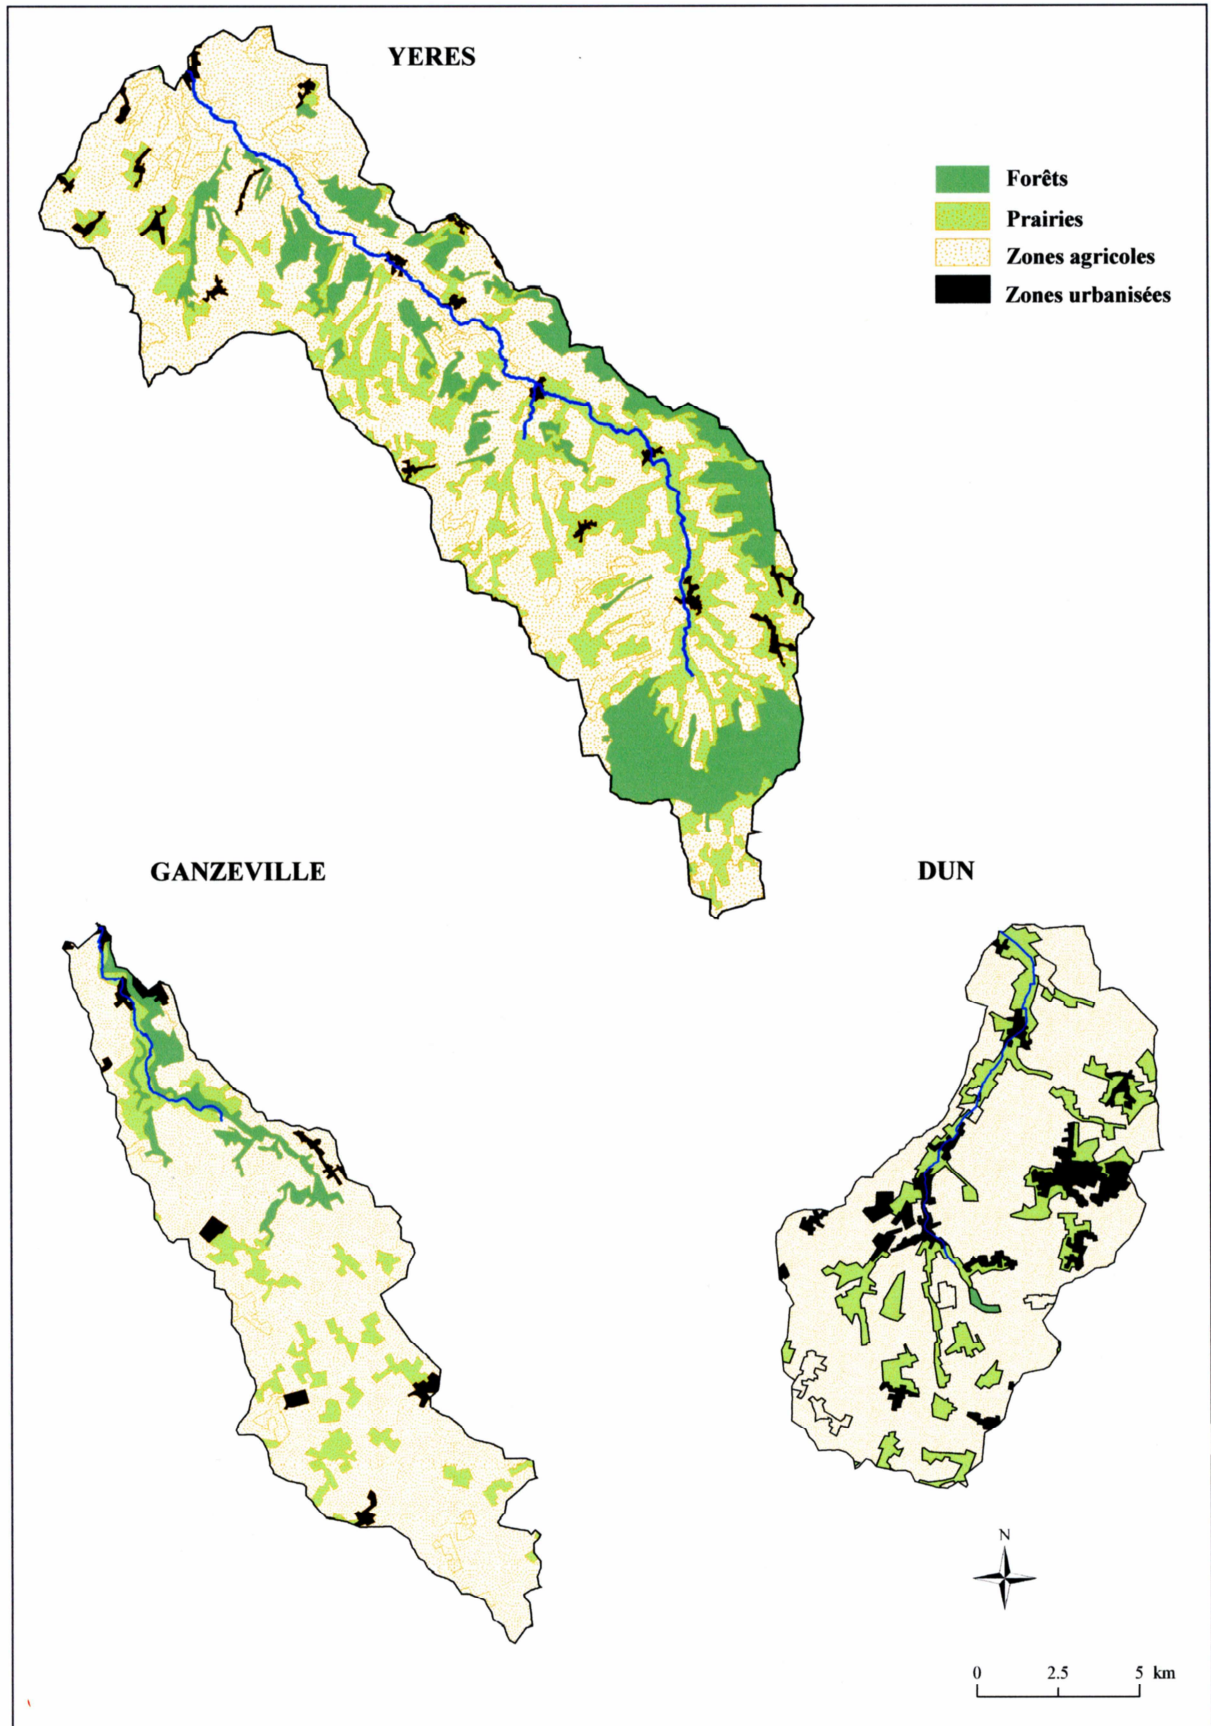 YERES
Forêts
Prairies
Zones agricoles
Zones urbanisées
GANZEVILLE
DUN
N
0 2.5 5 km